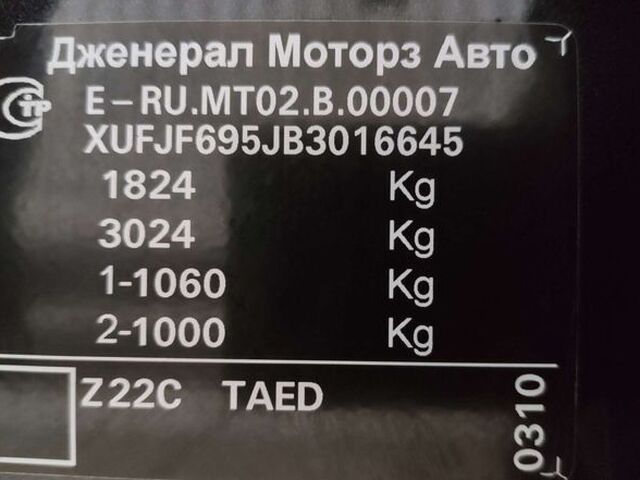 Дженерал Моторз Авто
E-RU.MT02.B.00007
XUFJF695JB3016645
1824 Kg
3024 Kg
1-1060 Kg
2-1000 Kg
Z22C TAED
0310